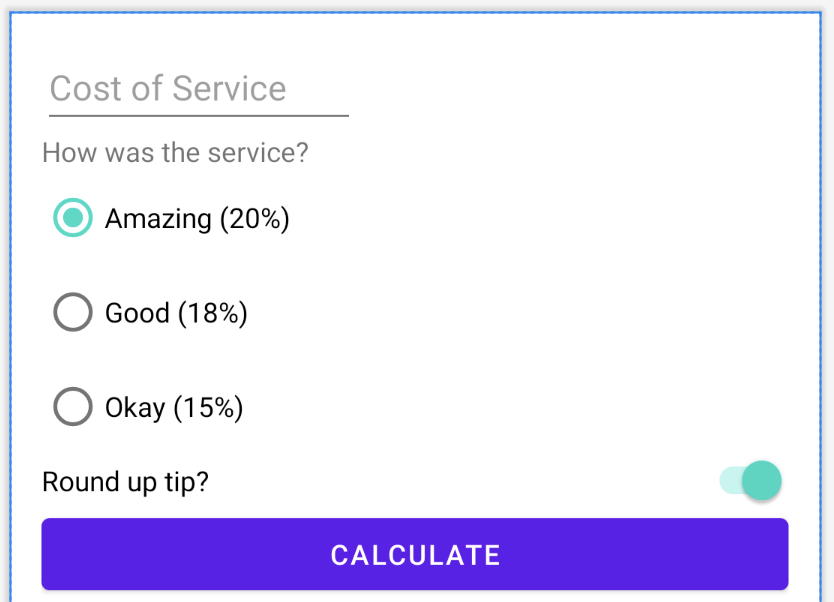 Cost of Service
How was the service?
Amazing (20%)
Good (18%)
Okay (15%)
Round up tip?
CALCULATE